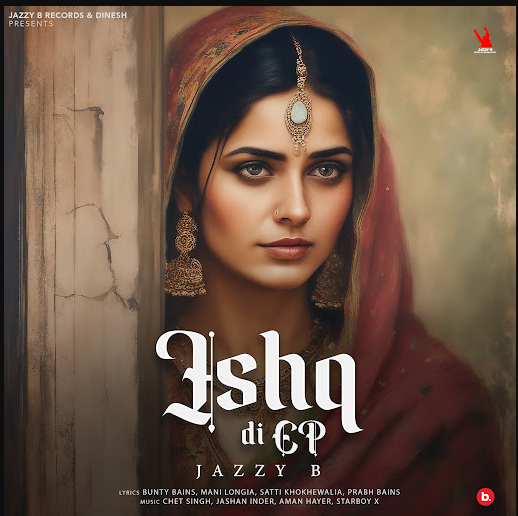 JAZZY B RECORDS & DINESH
PRESENTS
Ishq
di EP
JAZZY B
LYRICS BUNTY BAINS, MANI LONGIA, SATTI KHOKHEWALIA, PRABH BAINS
MUSIC CHET SINGH, JASHAN INDER, AMAN HAYER, STARBOY X
b.